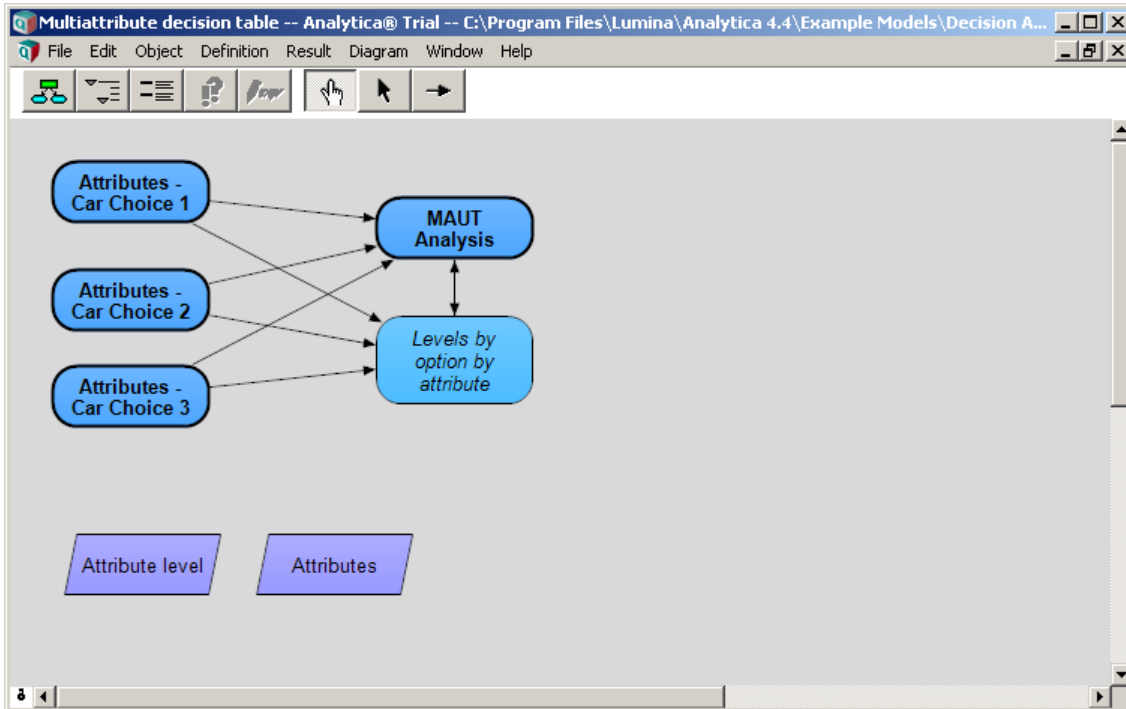 Multiattribute decision table -- Analytica® Trial -- C:\Program Files\Lumina\Analytica 4.4\Example Models\Decision A...
File Edit Object Definition Result Diagram Window Help
Attributes -
Car Choice 1
MAUT
Analysis
Attributes -
Car Choice 2
Levels by
option by
attribute
Attributes -
Car Choice 3
Attribute level
Attributes